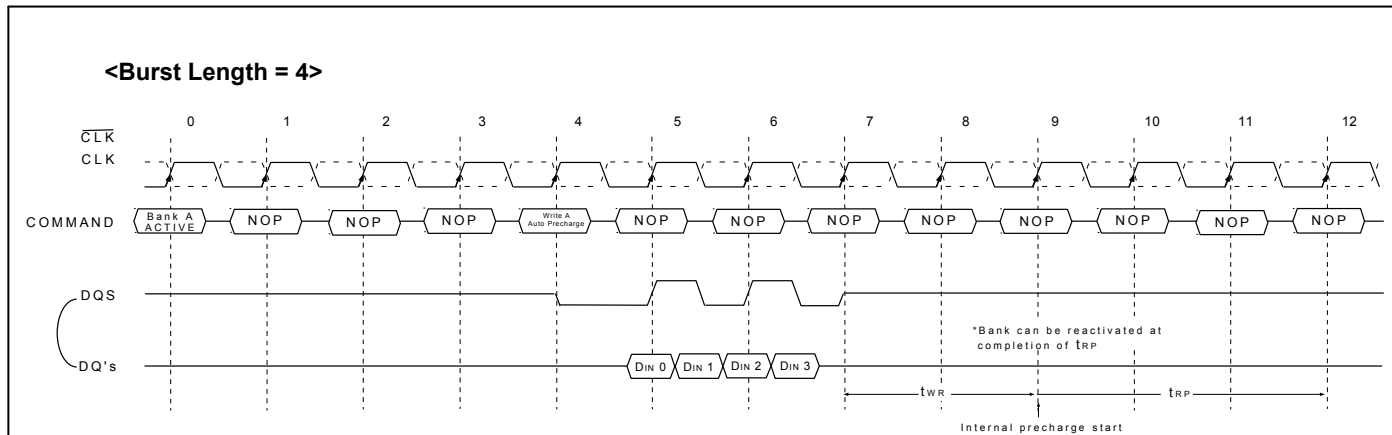 <Burst Length = 4>
0 1 2 3 4 5 6 7 8 9 10 11 12
CLK
CLK
COMMAND
Bank A
ACTIVE
NOP NOP NOP
Write A
Auto Precharge
NOP NOP NOP NOP NOP NOP NOP NOP
DQS
*Bank can be reactivated at
completion of tRP
DQ's
DIN 0 DIN 1 DIN 2 DIN 3
tWR
tRP
Internal precharge start